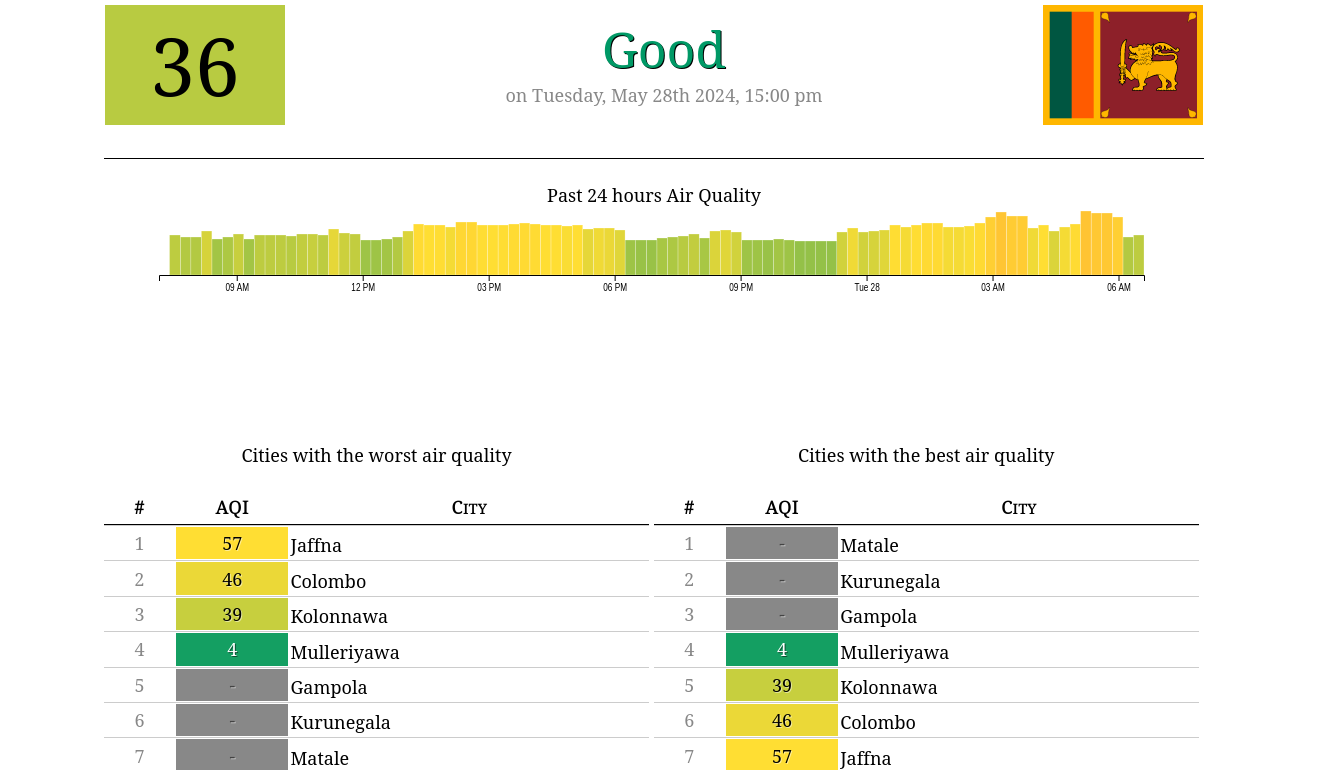 36
Good
on Tuesday, May 28th 2024, 15:00 pm
Past 24 hours Air Quality
09 AM 12 PM 03 PM 06 PM 09 PM Tue 28 03 AM 06 AM
Cities with the worst air quality
# AQI City
1 57 Jaffna
2 46 Colombo
3 39 Kolonnawa
4 4 Mulleriyawa
5 - Gampola
6 - Kurunegala
7 - Matale
Cities with the best air quality
# AQI City
1 - Matale
2 - Kurunegala
3 - Gampola
4 4 Mulleriyawa
5 39 Kolonnawa
6 46 Colombo
7 57 Jaffna